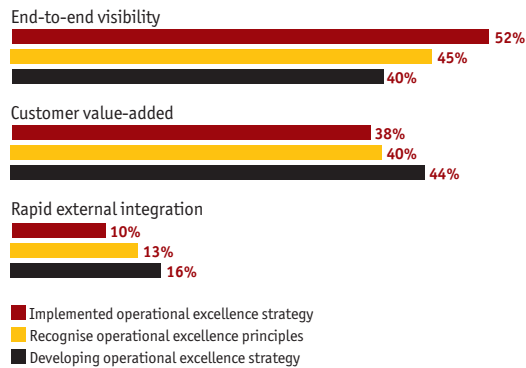 End-to-end visibility
52%
45%
40%
Customer value-added
38%
40%
44%
Rapid external integration
10%
13%
16%
Implemented operational excellence strategy
Recognise operational excellence principles
Developing operational excellence strategy